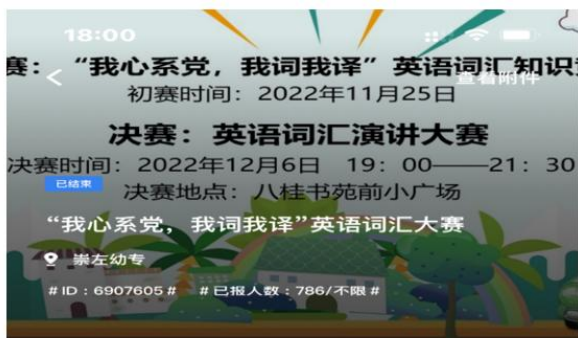 18:00
赛：“我心系党，我词我译”英语词汇知识竞
查看附件
初赛时间：2022年11月25日
决赛：英语词汇演讲大赛
决赛时间：2022年12月6日 19：00——21：30
已结束
决赛地点：八桂书苑前小广场
“我心系党，我词我译”英语词汇大赛
崇左幼专
#ID：6907605# #已报人数：786/不限#